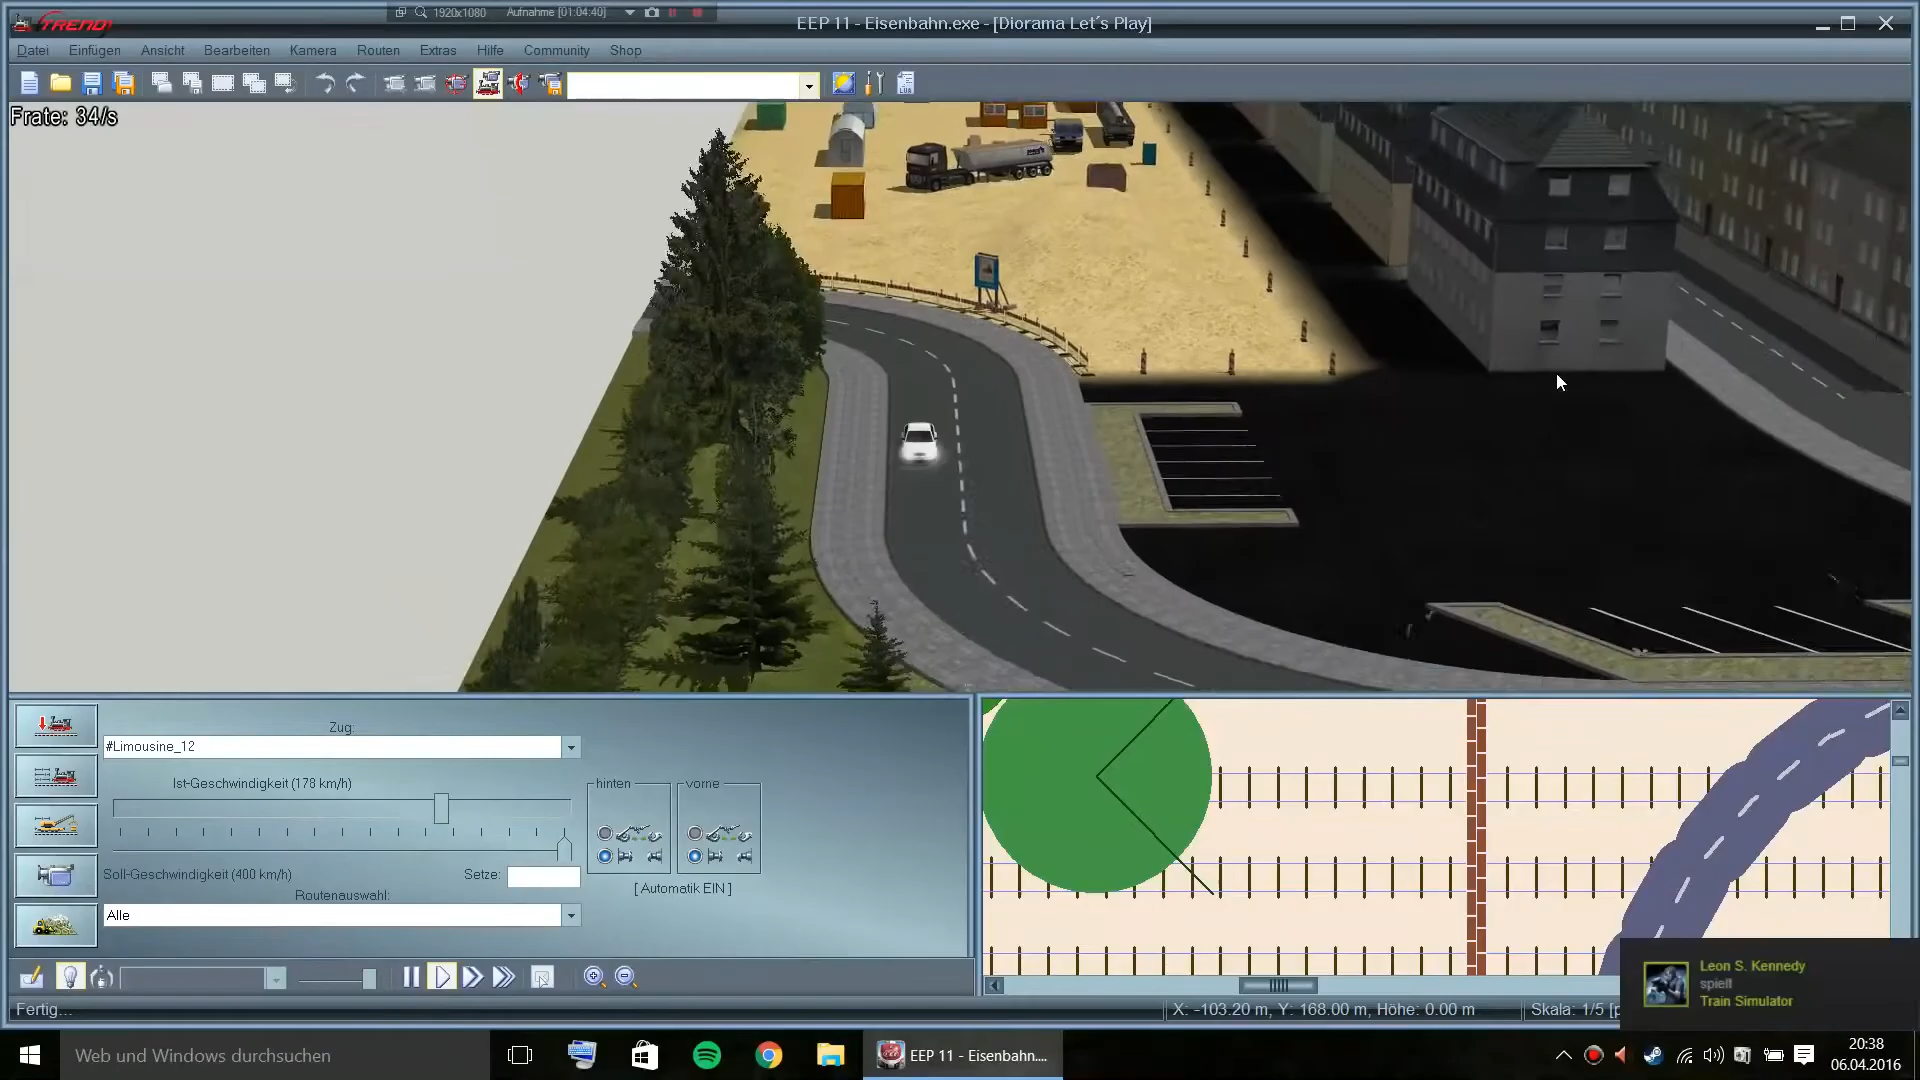 1920x1080 Aufnahme [01:04:40]
TREND
EEP 11 - Eisenbahn.exe - [Diorama Let´s Play]
Datei Einfügen Ansicht Bearbeiten Kamera Routen Extras Hilfe Community Shop
LUA
Frate: 34/s
Zug:
#Limousine_12
Ist-Geschwindigkeit (178 km/h)
hinten
vorne
Soll-Geschwindigkeit (400 km/h)
Setze:
[ Automatik EIN ]
Routenauswahl:
Alle
Leon S. Kennedy
spielt
Train Simulator
Fertig...
X: -103.20 m, Y: 168.00 m, Höhe: 0.00 m
Skala: 1/5 [p
Web und Windows durchsuchen
EEP 11 - Eisenbahn....
20:38
06.04.2016